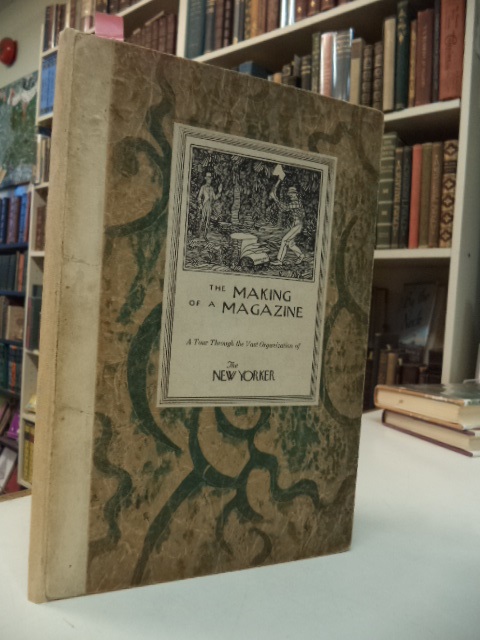 THE MAKING
OF A MAGAZINE
A Tour Through the Vast Organization of
The
NEW YORKER